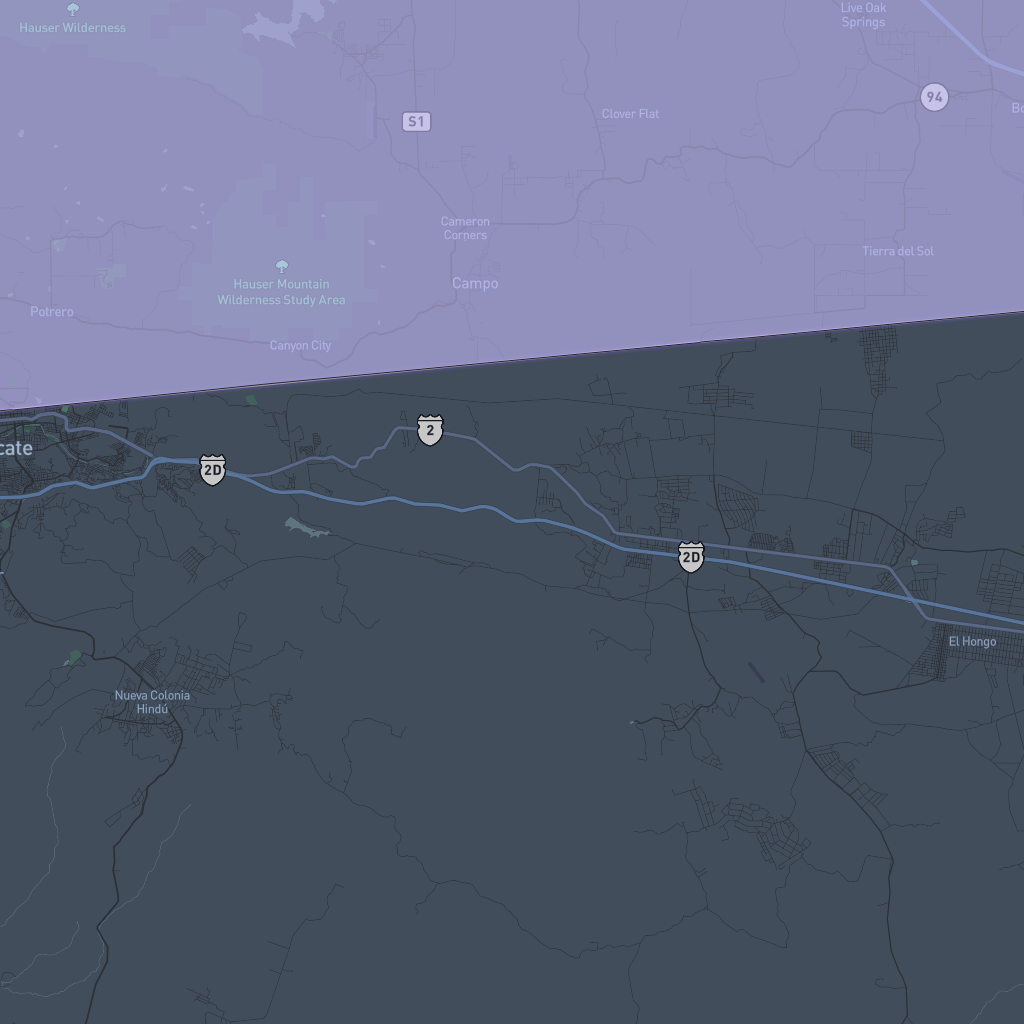 Hauser Wilderness
Live Oak
Springs
94
S1
Clover Flat
Cameron
Corners
Tierra del Sol
Hauser Mountain
Wilderness Study Area
Campo
Potrero
Canyon City
2
cate
2D
2D
El Hongo
Nueva Colonia
Hindú